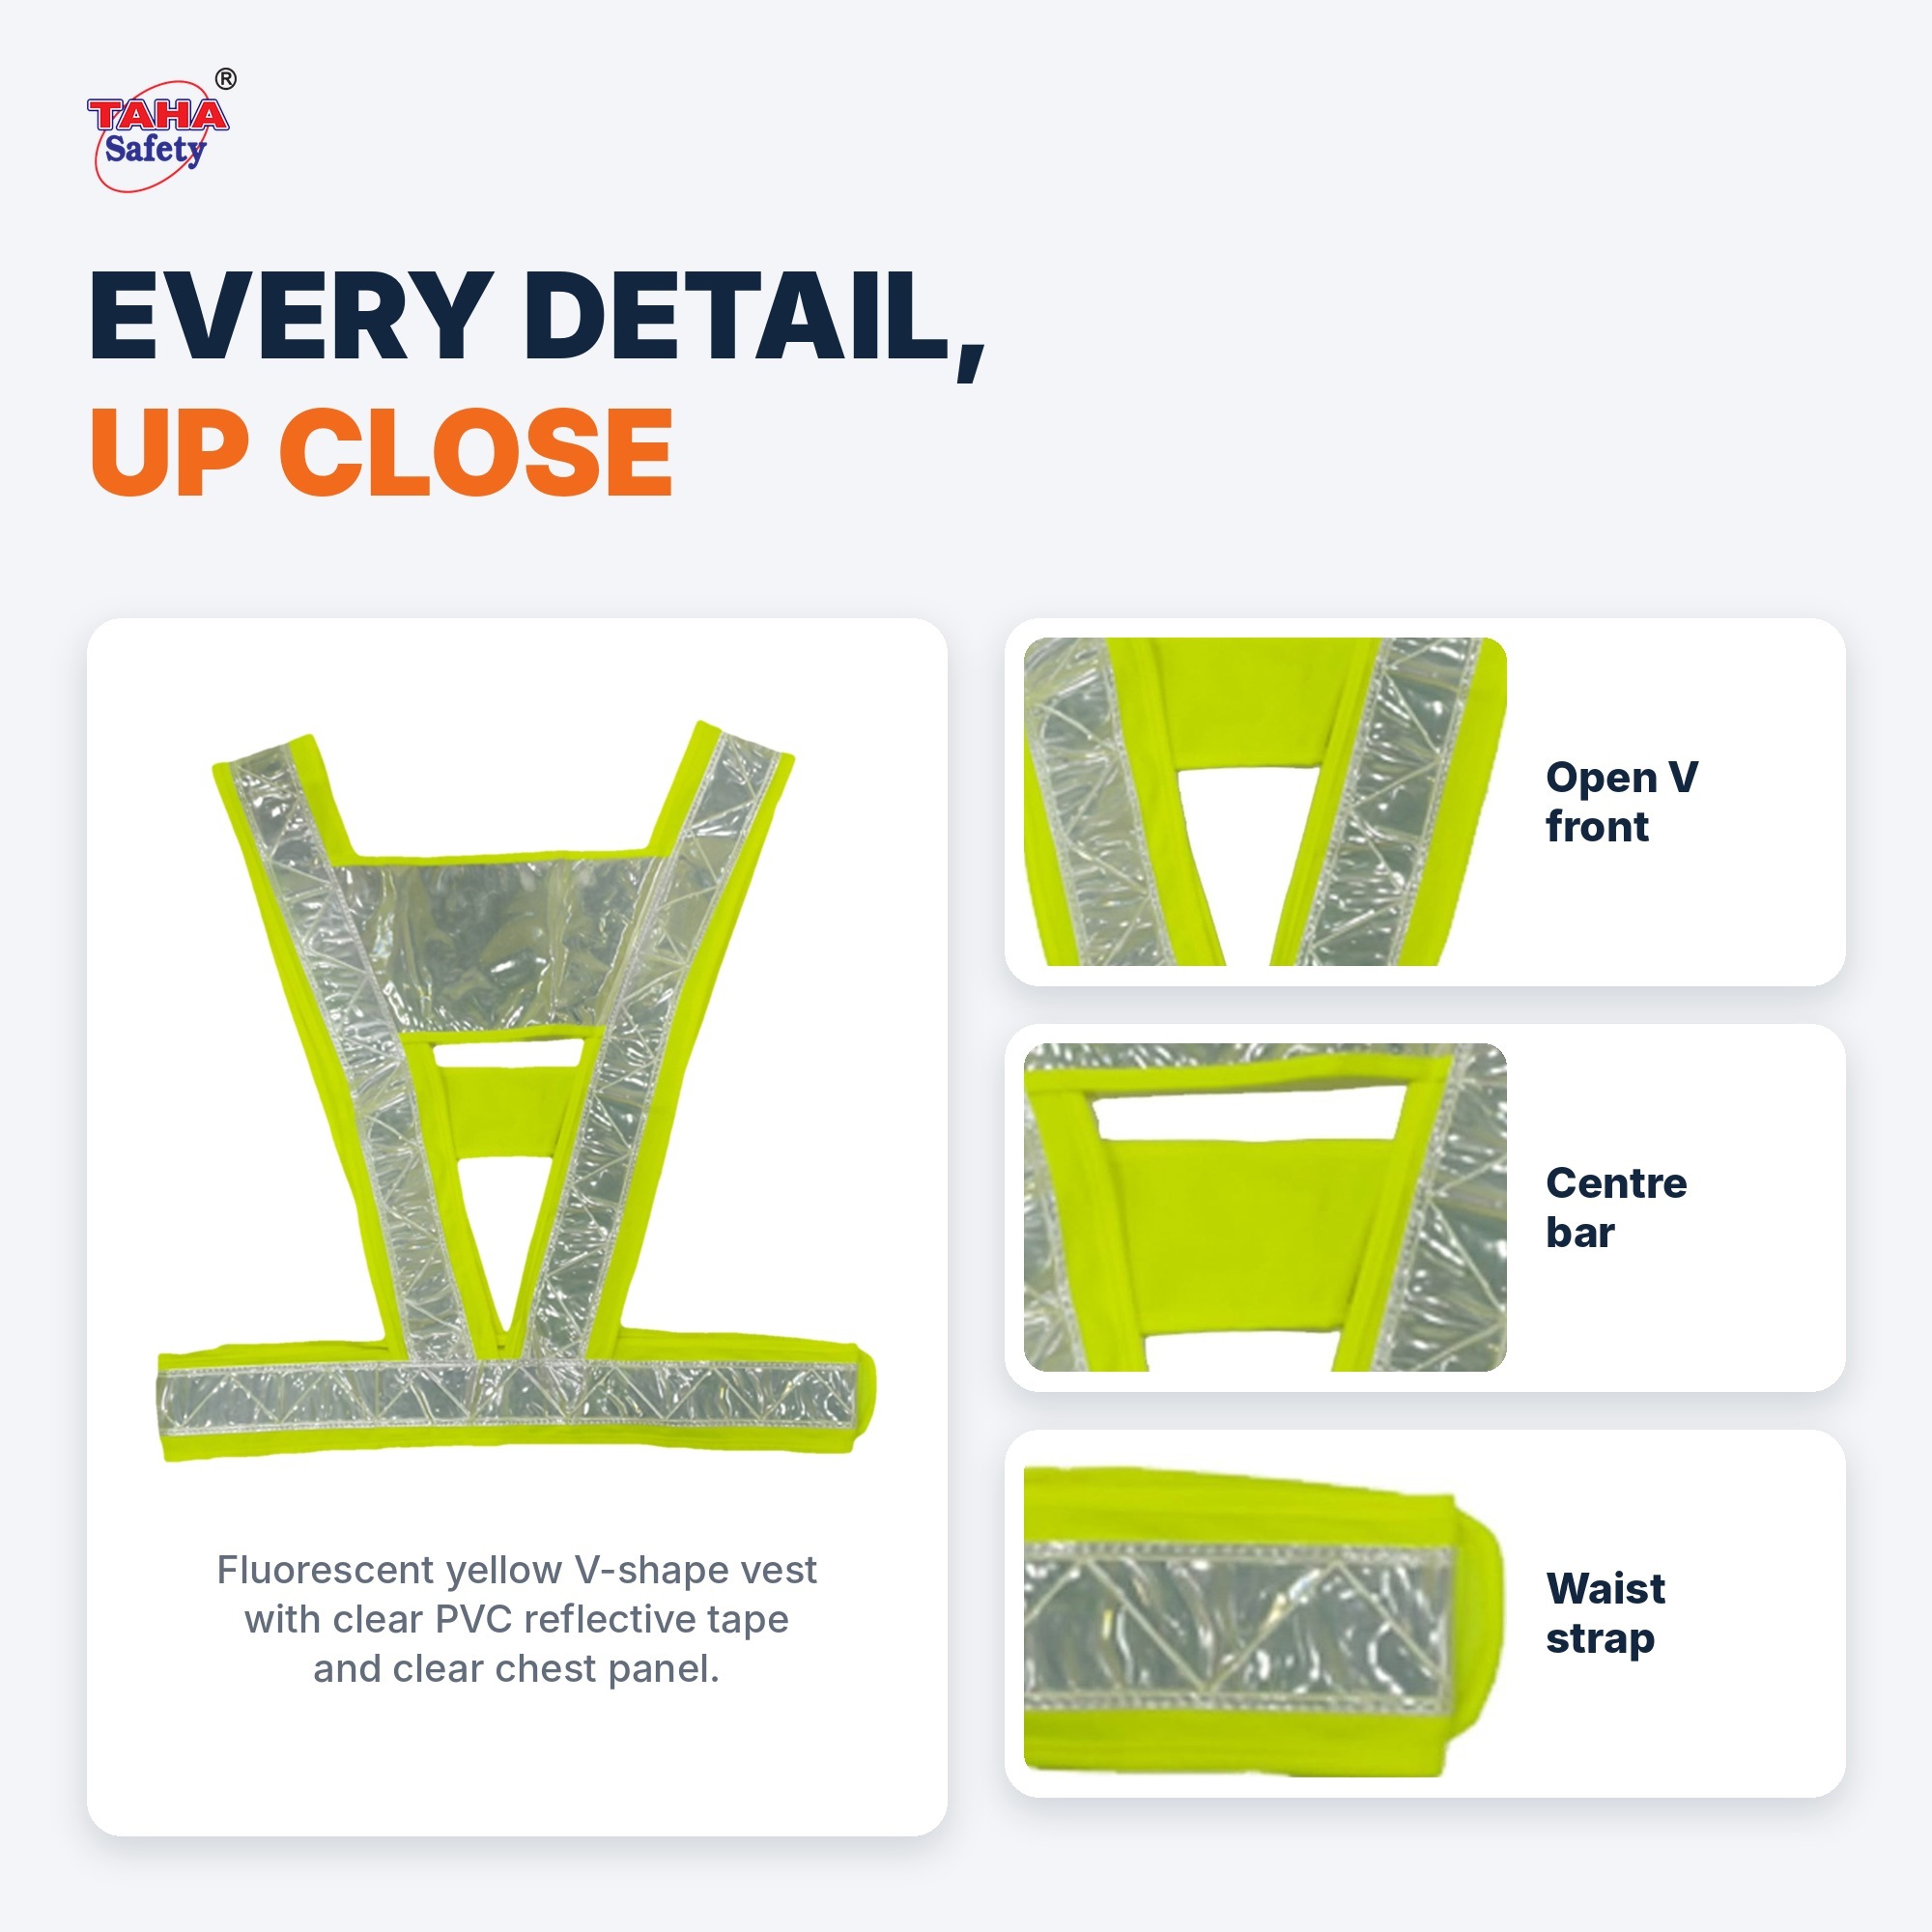 TAHA®
Safety
EVERY DETAIL,
UP CLOSE
Fluorescent yellow V-shape vest
with clear PVC reflective tape
and clear chest panel.
Open V
front
Centre
bar
Waist
strap